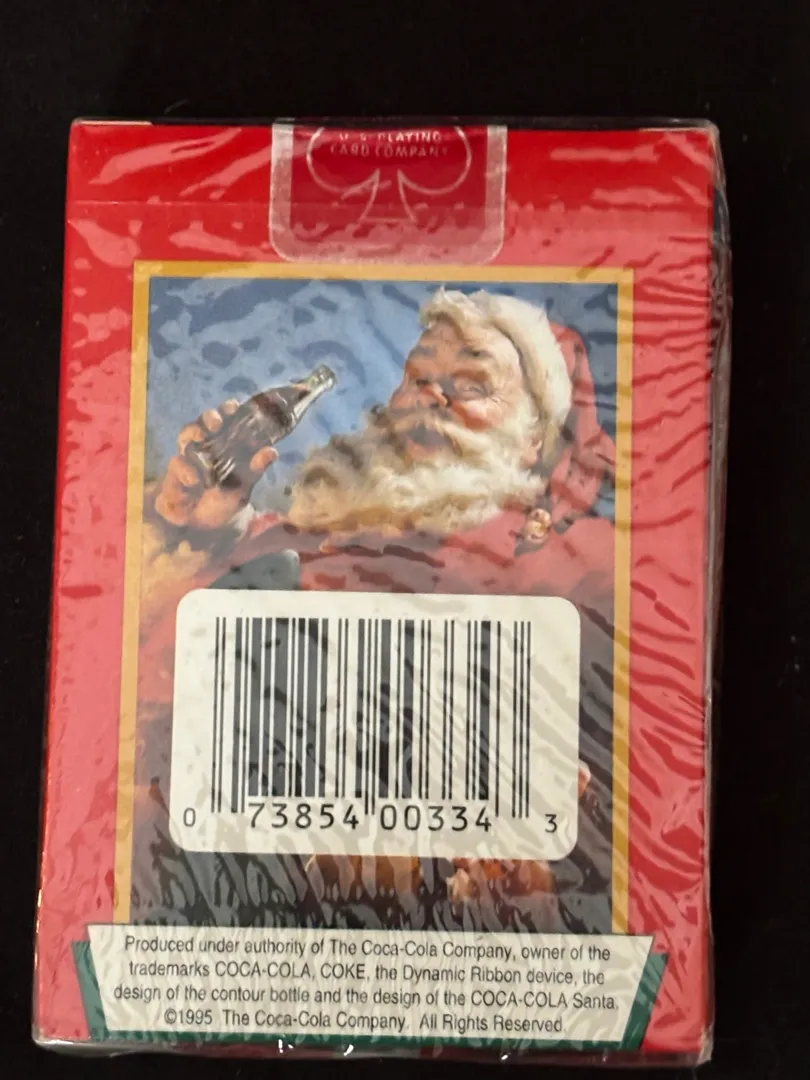 U.S. PLAYING
CARD COMPANY
0 73854 00334 3
Produced under authority of The Coca-Cola Company, owner of the
trademarks COCA-COLA, COKE, the Dynamic Ribbon device, the
design of the contour bottle and the design of the COCA-COLA Santa.
©1995 The Coca-Cola Company. All Rights Reserved.